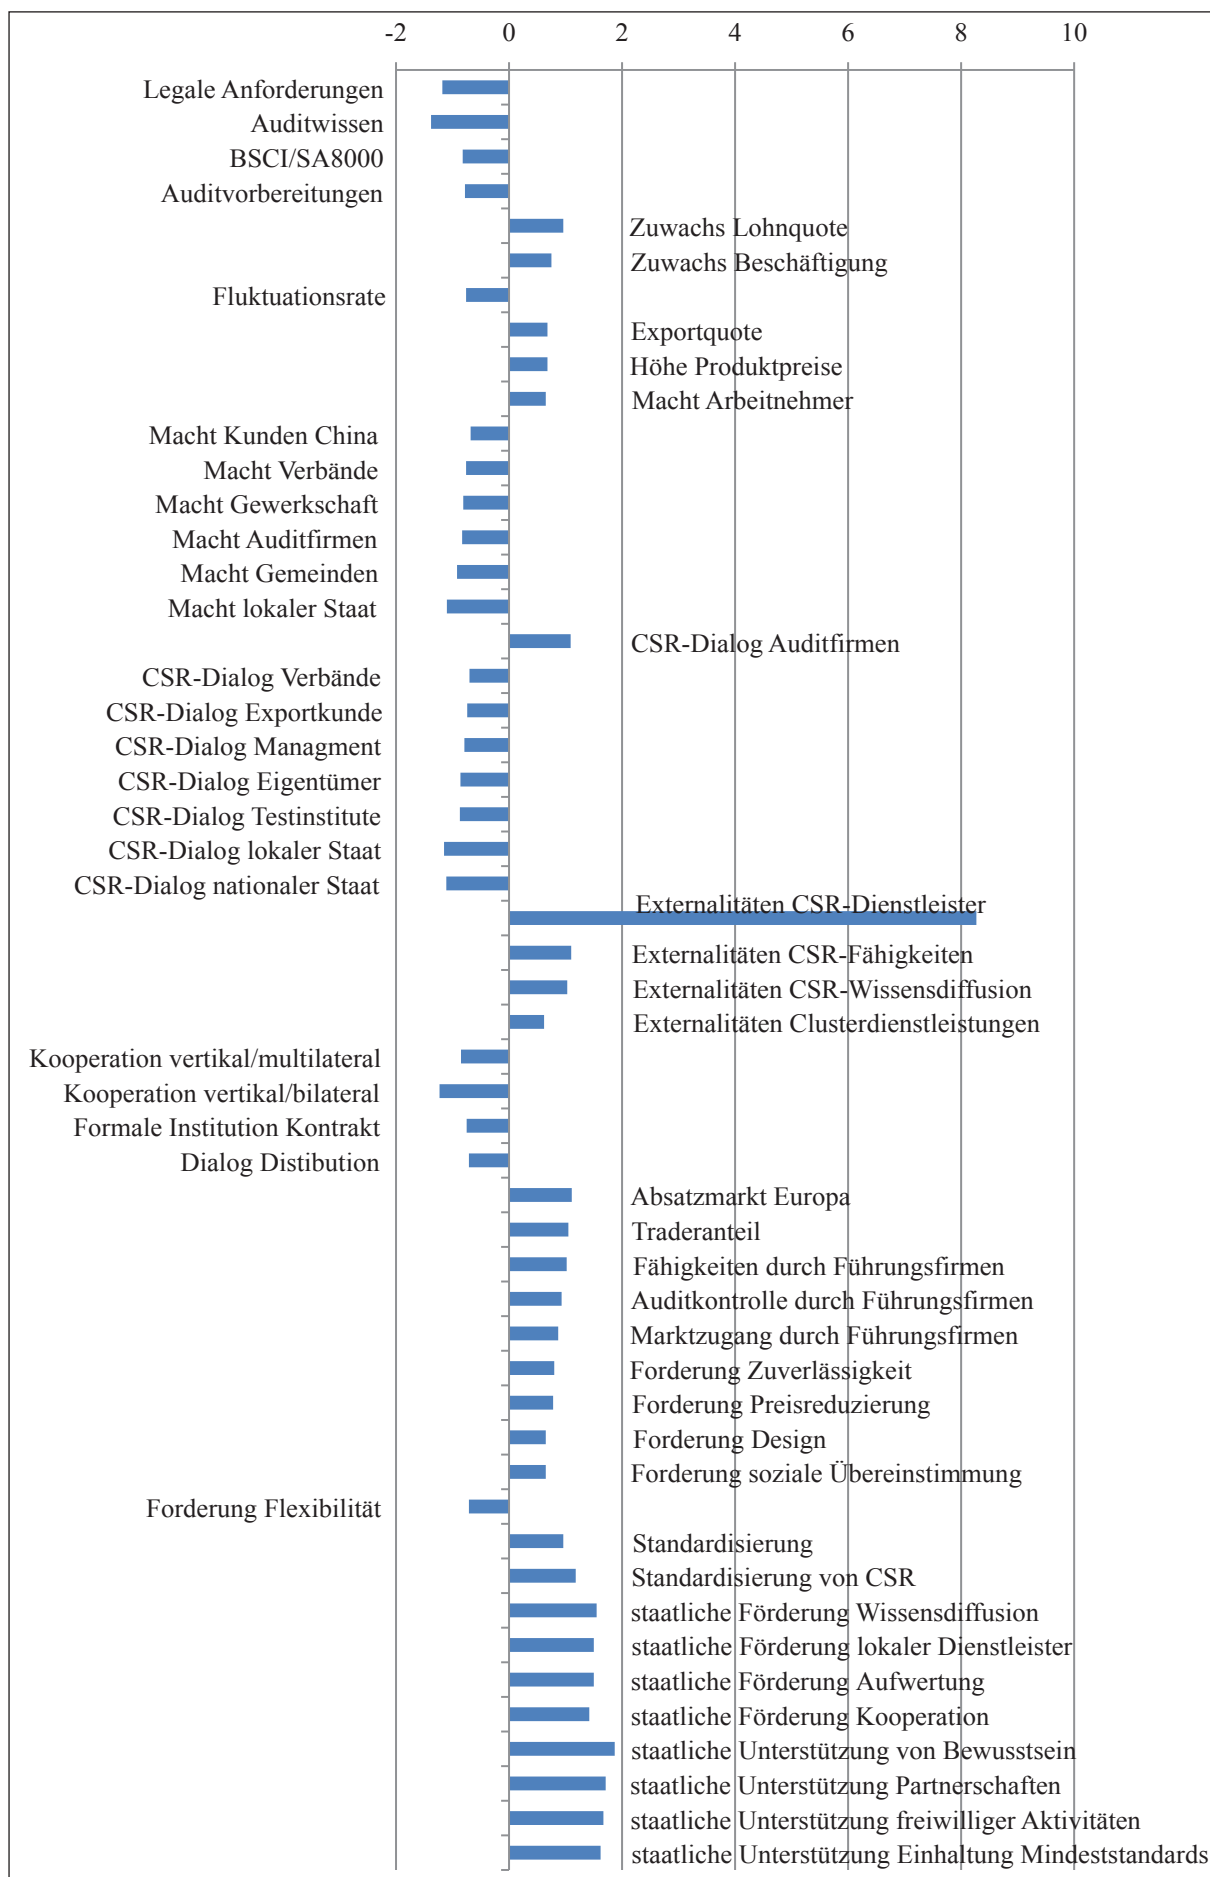 -2 0 2 4 6 8 10
Legale Anforderungen
Auditwissen
BSCI/SA8000
Auditvorbereitungen
Zuwachs Lohnquote
Zuwachs Beschäftigung
Fluktuationsrate
Exportquote
Höhe Produktpreise
Macht Arbeitnehmer
Macht Kunden China
Macht Verbände
Macht Gewerkschaft
Macht Auditfirmen
Macht Gemeinden
Macht lokaler Staat
CSR-Dialog Auditfirmen
CSR-Dialog Verbände
CSR-Dialog Exportkunde
CSR-Dialog Managment
CSR-Dialog Eigentümer
CSR-Dialog Testinstitute
CSR-Dialog lokaler Staat
CSR-Dialog nationaler Staat
Externalitäten CSR-Dienstleister
Externalitäten CSR-Fähigkeiten
Externalitäten CSR-Wissensdiffusion
Externalitäten Clusterdienstleistungen
Kooperation vertikal/multilateral
Kooperation vertikal/bilateral
Formale Institution Kontrakt
Dialog Distibution
Absatzmarkt Europa
Traderanteil
Fähigkeiten durch Führungsfirmen
Auditkontrolle durch Führungsfirmen
Marktzugang durch Führungsfirmen
Forderung Zuverlässigkeit
Forderung Preisreduzierung
Forderung Design
Forderung soziale Übereinstimmung
Forderung Flexibilität
Standardisierung
Standardisierung von CSR
staatliche Förderung Wissensdiffusion
staatliche Förderung lokaler Dienstleister
staatliche Förderung Aufwertung
staatliche Förderung Kooperation
staatliche Unterstützung von Bewusstsein
staatliche Unterstützung Partnerschaften
staatliche Unterstützung freiwilliger Aktivitäten
staatliche Unterstützung Einhaltung Mindeststandards